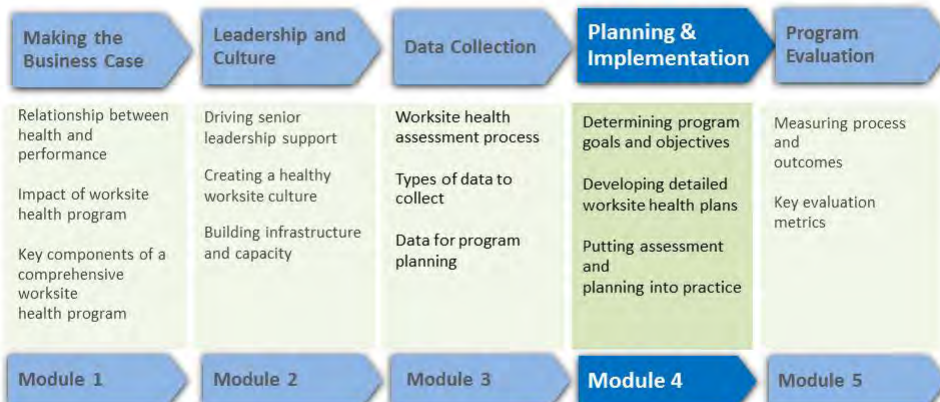 Making the
Business Case
Leadership and
Culture
Data Collection
Planning &
Implementation
Program
Evaluation
Relationship between
health and
performance
Impact of worksite
health program
Key components of a
comprehensive
worksite
health program
Driving senior
leadership support
Creating a healthy
worksite culture
Building infrastructure
and capacity
Worksite health
assessment process
Types of data to
collect
Data for program
planning
Determining program
goals and objectives
Developing detailed
worksite health plans
Putting assessment
and
planning into practice
Measuring process
and
outcomes
Key evaluation
metrics
Module 1
Module 2
Module 3
Module 4
Module 5